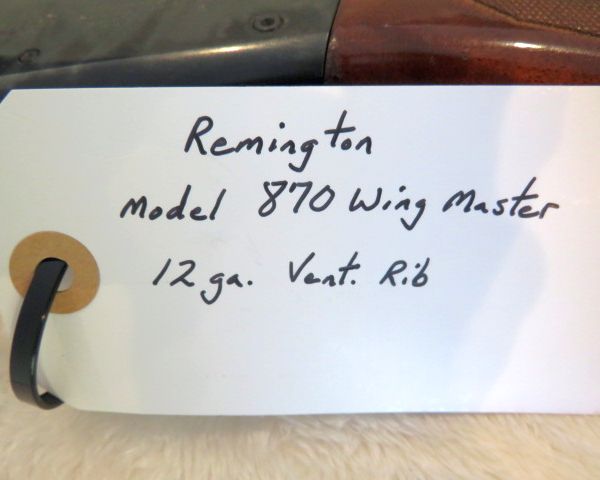 Remington
Model 870 Wing Master
12 ga. Vent. Rib